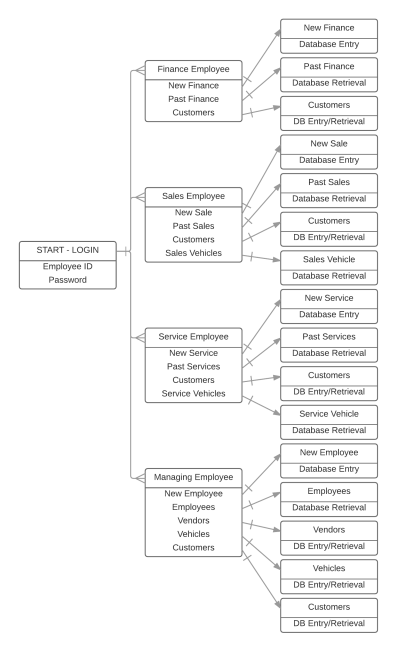 START - LOGIN
Employee ID
Password
Finance Employee
New Finance
Past Finance
Customers
Sales Employee
New Sale
Past Sales
Customers
Sales Vehicles
Service Employee
New Service
Past Services
Customers
Service Vehicles
Managing Employee
New Employee
Employees
Vendors
Vehicles
Customers
New Finance
Database Entry
Past Finance
Database Retrieval
Customers
DB Entry/Retrieval
New Sale
Database Entry
Past Sales
Database Retrieval
Customers
DB Entry/Retrieval
Sales Vehicle
Database Retrieval
New Service
Database Entry
Past Services
Database Retrieval
Customers
DB Entry/Retrieval
Service Vehicle
Database Retrieval
New Employee
Database Entry
Employees
Database Retrieval
Vendors
DB Entry/Retrieval
Vehicles
DB Entry/Retrieval
Customers
DB Entry/Retrieval